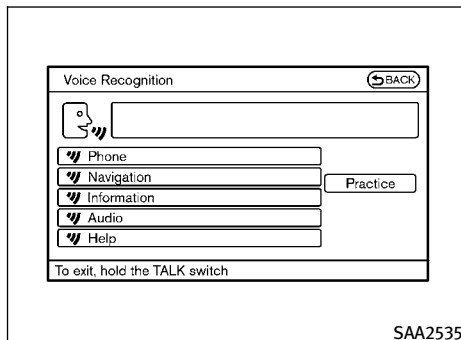 Voice Recognition
BACK
Phone
Navigation
Practice
Information
Audio
Help
To exit, hold the TALK switch
SAA2535